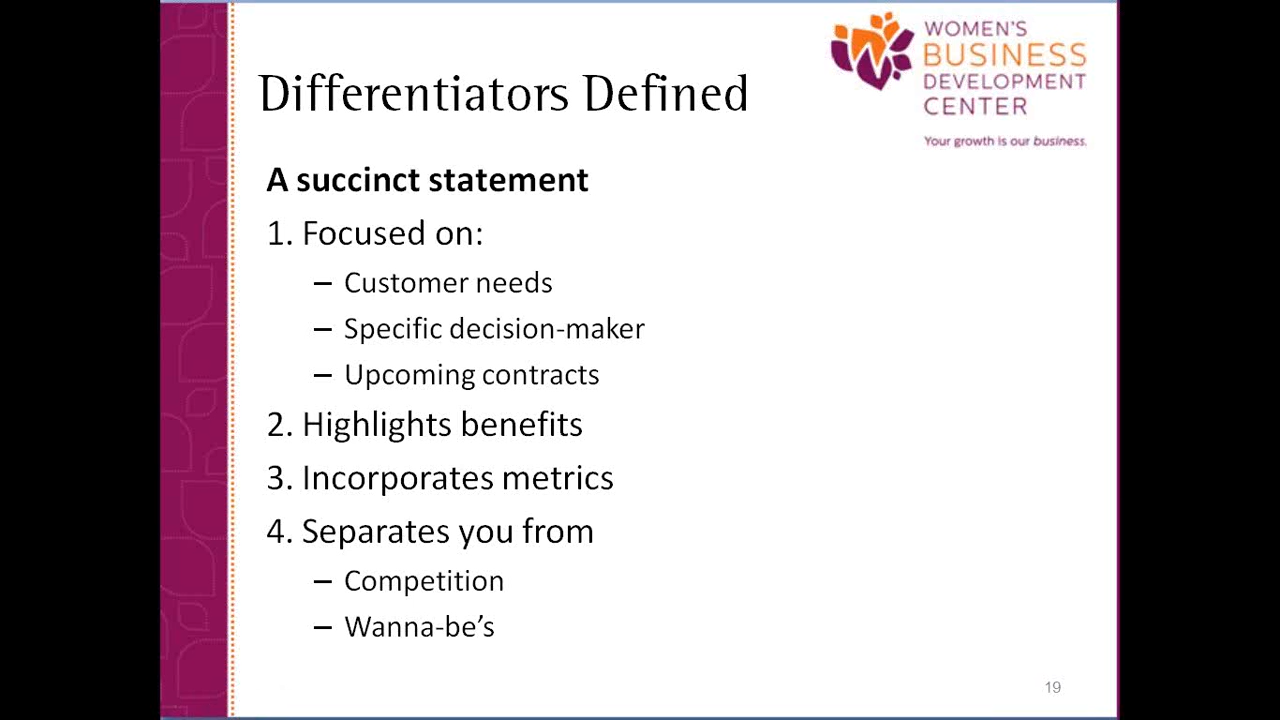 Differentiators Defined
WOMEN'S
BUSINESS
DEVELOPMENT
CENTER
Your growth is our business.
A succinct statement
1. Focused on:
– Customer needs
– Specific decision-maker
– Upcoming contracts
2. Highlights benefits
3. Incorporates metrics
4. Separates you from
– Competition
– Wanna-be’s
19